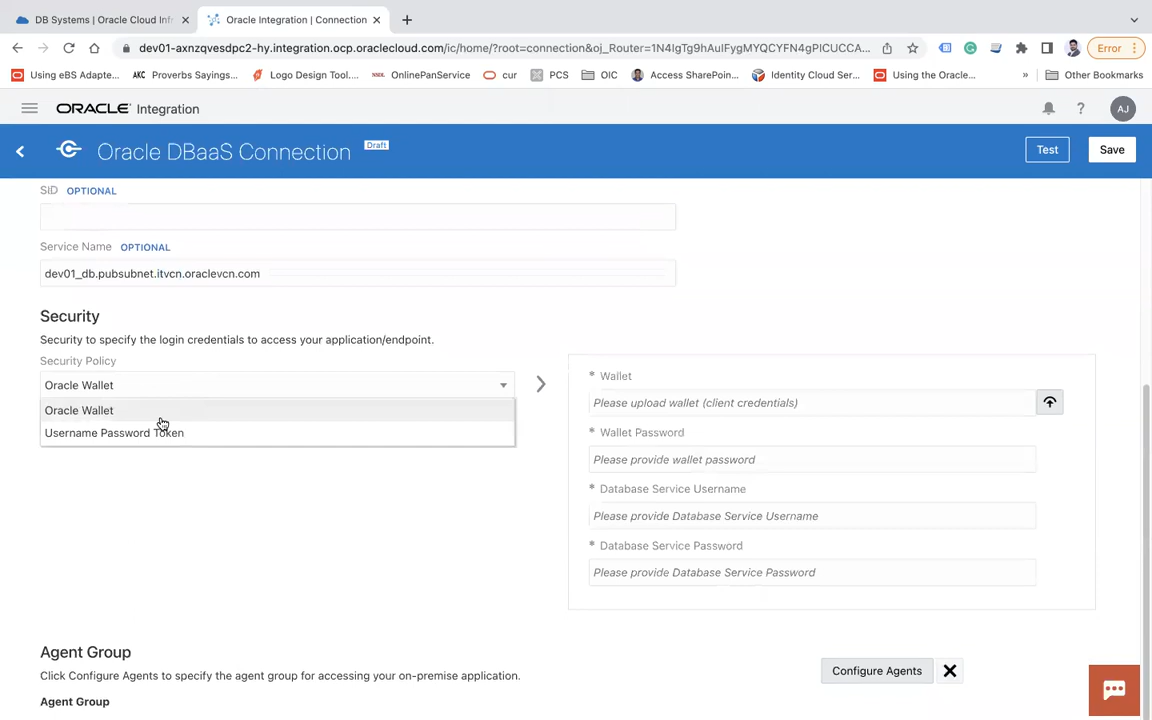 DB Systems | Oracle Cloud Infr
Oracle Integration | Connection
dev01-axnzqvesdpc2-hy.integration.ocp.oraclecloud.com/ic/home/?root=connection&oj_Router=1N4IgTg9hAuIFygMYQCYFN4gPICUCCA...
Error
Using eBS Adapte...
AKC Proverbs Sayings...
Logo Design Tool....
OnlinePanService
cur
PCS
OIC
Access SharePoin...
Identity Cloud Ser...
Using the Oracle...
»
Other Bookmarks
ORACLE Integration
AJ
Oracle DBaaS Connection
Draft
Test
Save
SID OPTIONAL
Service Name OPTIONAL
dev01_db.pubsubnet.itvcn.oraclevcn.com
Security
Security to specify the login credentials to access your application/endpoint.
Security Policy
Oracle Wallet
Oracle Wallet
Username Password Token
* Wallet
Please upload wallet (client credentials)
* Wallet Password
Please provide wallet password
* Database Service Username
Please provide Database Service Username
* Database Service Password
Please provide Database Service Password
Agent Group
Click Configure Agents to specify the agent group for accessing your on-premise application.
Configure Agents
Agent Group